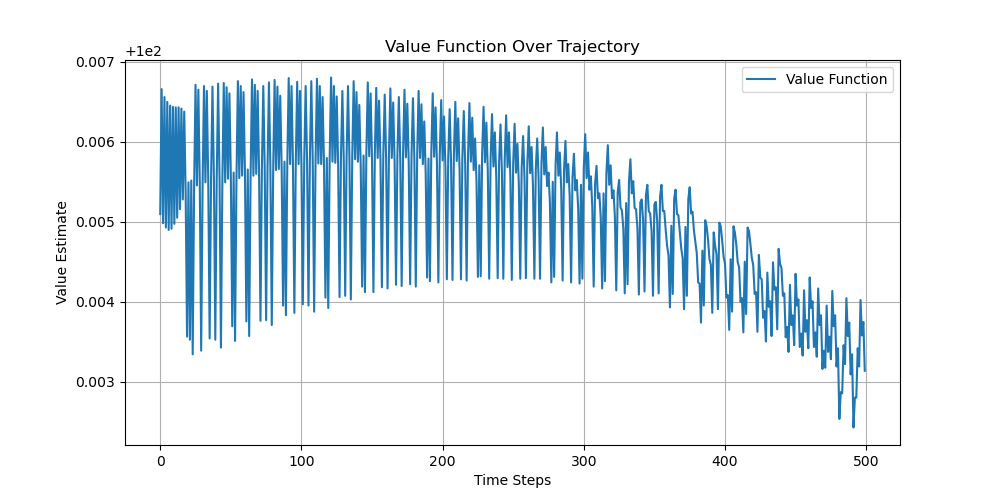 Value Function Over Trajectory
+1e2
0.007
0.006
0.005
0.004
0.003
Value Estimate
Value Function
0
100
200
300
400
500
Time Steps